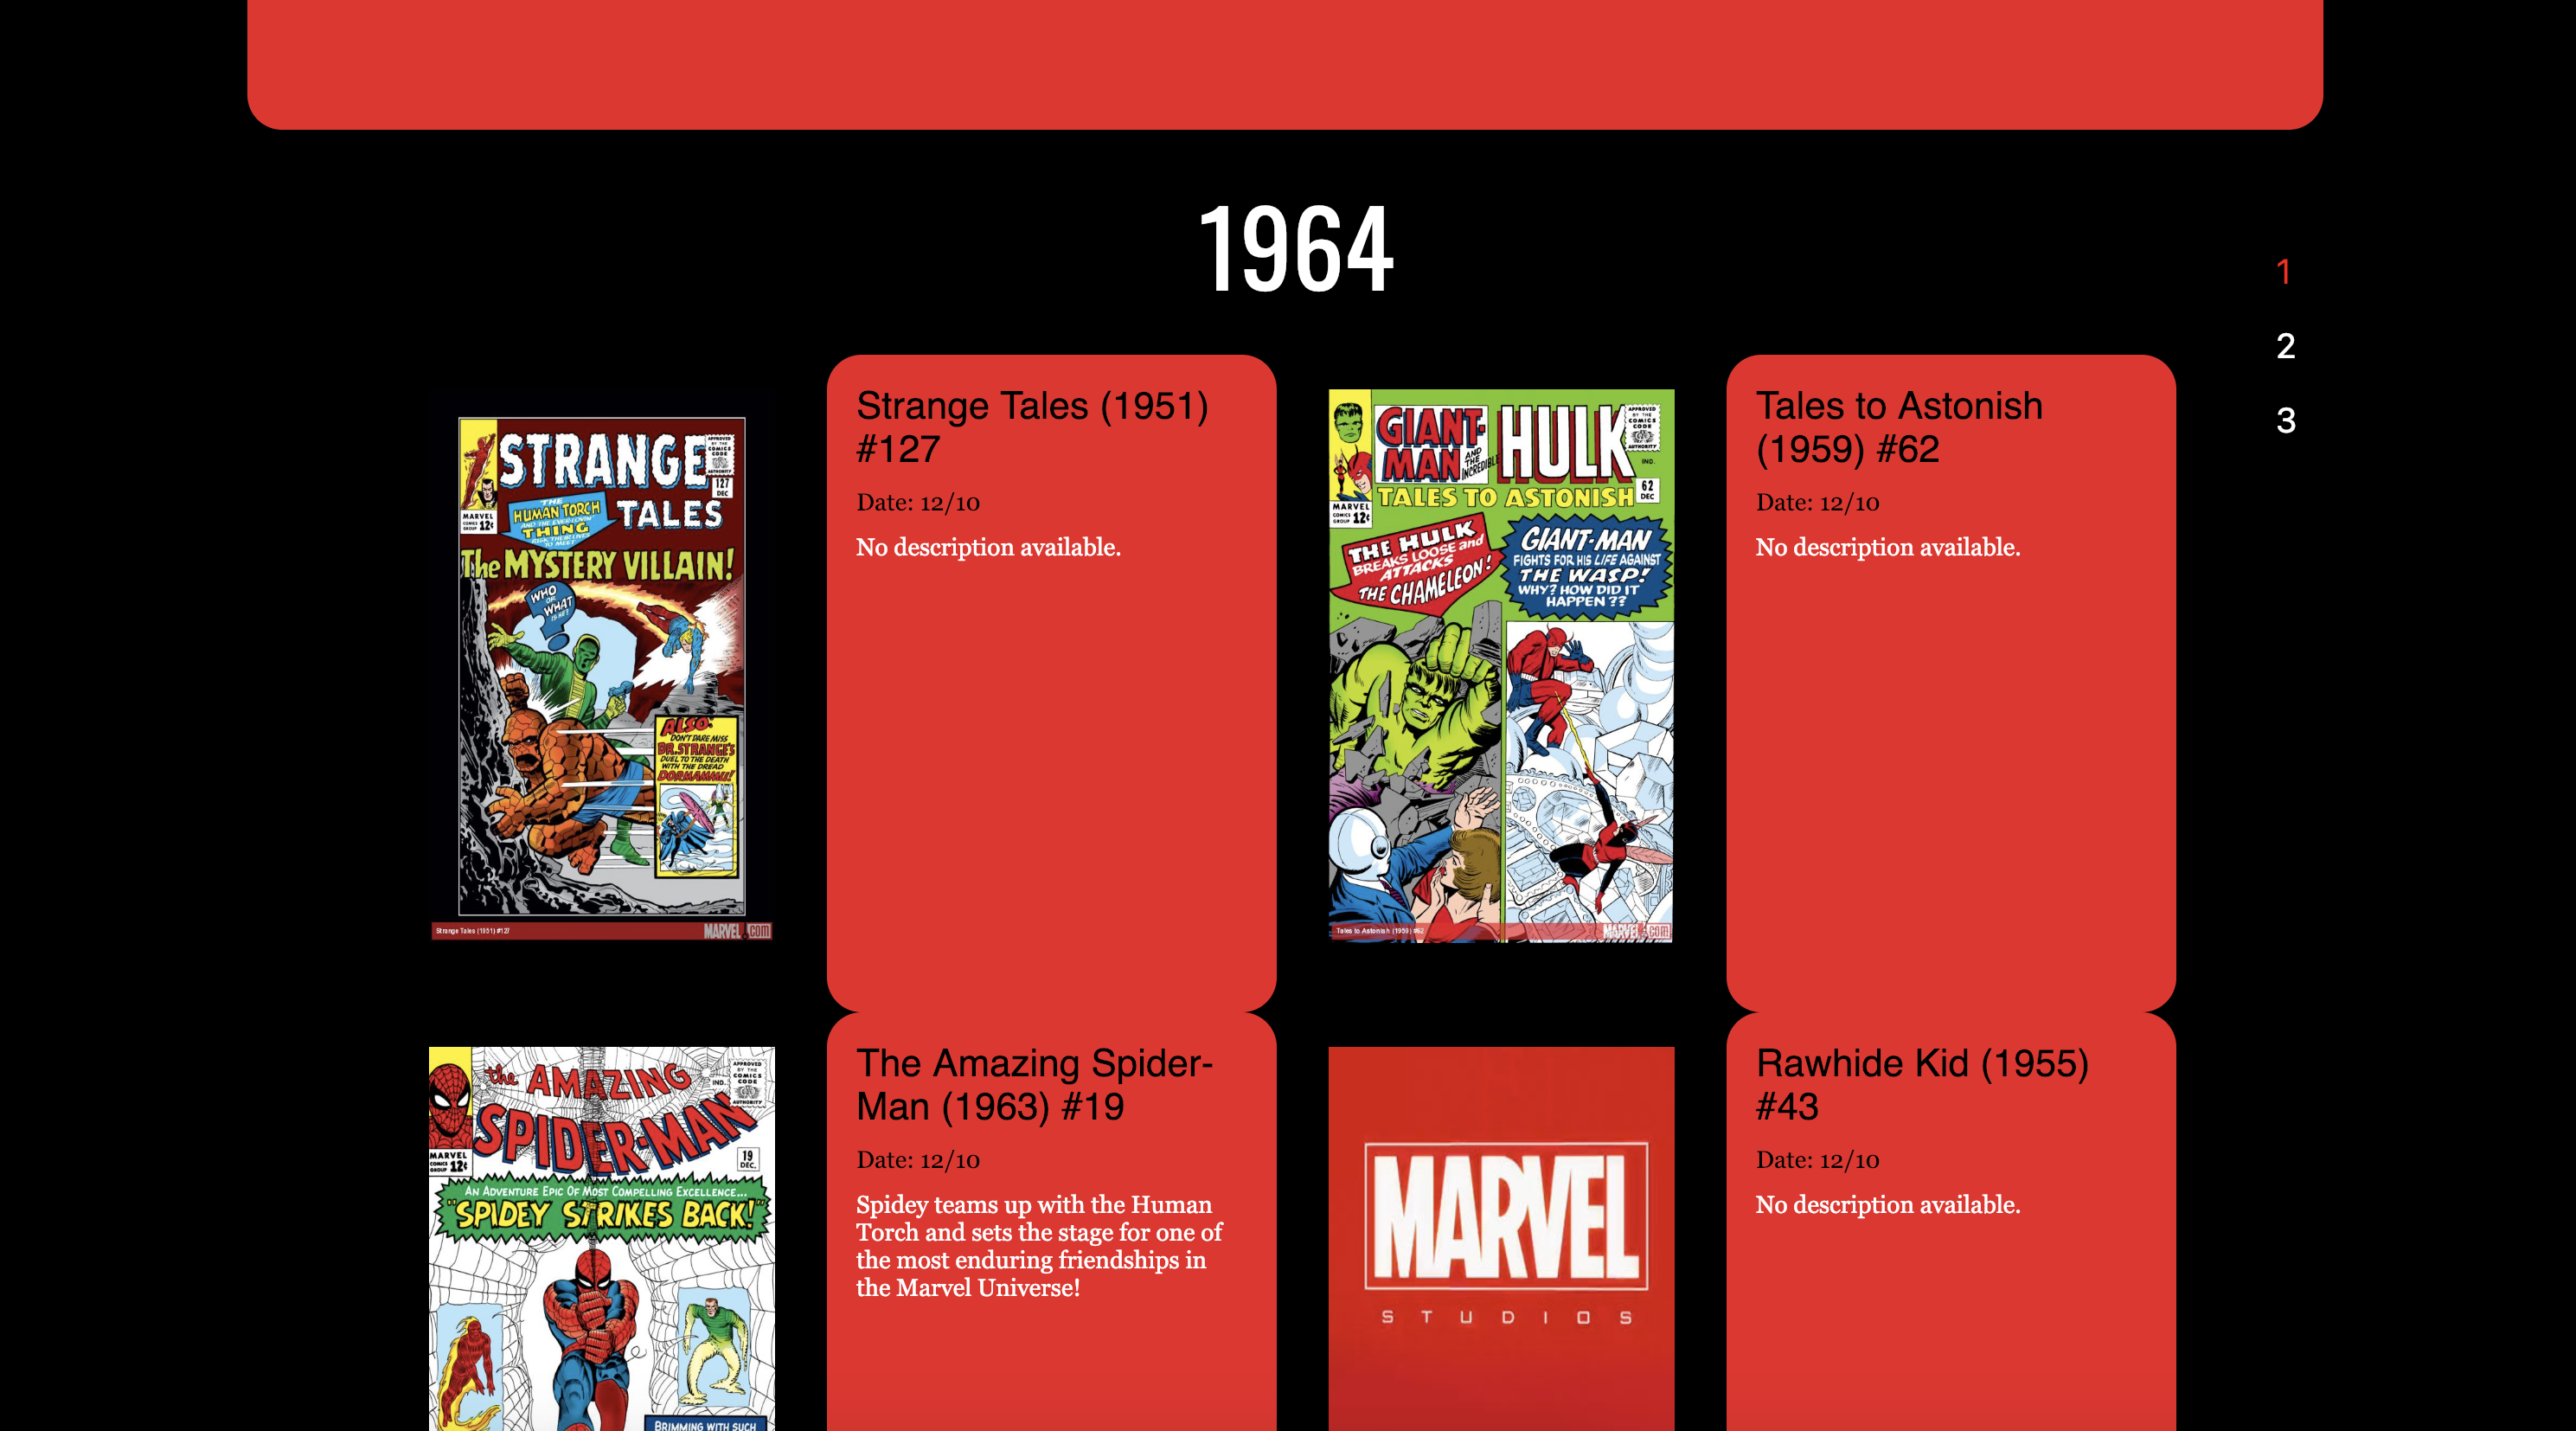 1964
1
2
3
STRANGE
TALES
APPROVED
BY THE
COMICS
CODE
AUTHORITY
127
DEC
MARVEL
COMICS
GROUP 12¢
THE
HUMAN TORCH
AND THE EVER-LOVIN'
THING
RISK THEIR LIVES
TO MEET
The MYSTERY VILLAIN!
WHO
OR
WHAT
IS HE?
ALSO:
DON'T DARE MISS
DR. STRANGE'S
DUEL TO THE DEATH
WITH THE DREAD
DORMAMMU!
Strange Tales (1951) #127
MARVEL.COM
Strange Tales (1951)
#127
Date: 12/10
No description available.
GIANT-
MAN
AND
THE
INCREDIBLE
HULK
APPROVED
BY THE
COMICS
CODE
AUTHORITY
IND.
TALES TO ASTONISH
62
DEC
MARVEL
COMICS
GROUP 12¢
THE HULK
BREAKS LOOSE and
ATTACKS
THE CHAMELEON!
GIANT-MAN
FIGHTS FOR HIS LIFE AGAINST
THE WASP!
WHY? HOW DID IT
HAPPEN ??
Tales to Astonish (1959) #62
MARVEL.COM
Tales to Astonish
(1959) #62
Date: 12/10
No description available.
the AMAZING
SPIDER-MAN
IND.
APPROVED
BY THE
COMICS
CODE
AUTHORITY
MARVEL
COMICS
GROUP 12¢
19
DEC.
AN ADVENTURE EPIC OF MOST COMPELLING EXCELLENCE...
"SPIDEY STRIKES BACK!"
BRIMMING WITH SUCH
The Amazing Spider-
Man (1963) #19
Date: 12/10
Spidey teams up with the Human
Torch and sets the stage for one of
the most enduring friendships in
the Marvel Universe!
MARVEL
STUDIOS
Rawhide Kid (1955)
#43
Date: 12/10
No description available.